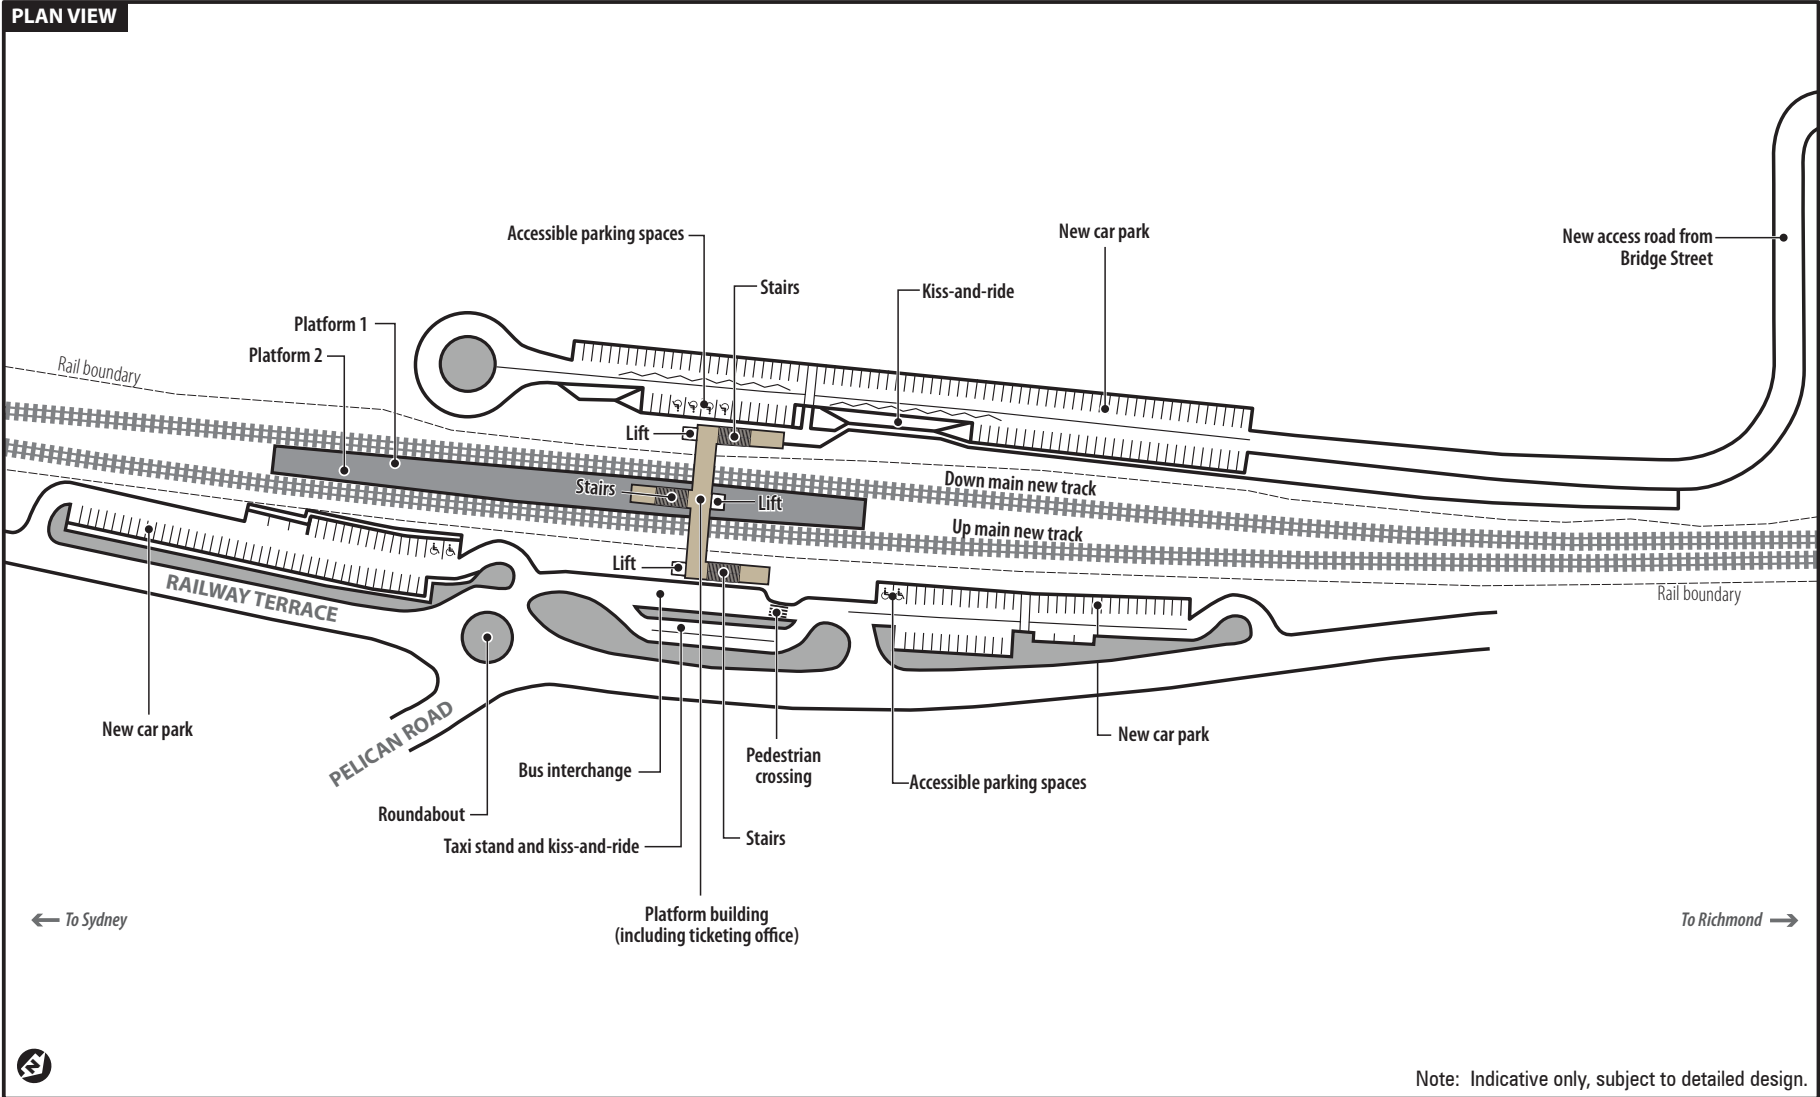 PLAN VIEW
Accessible parking spaces
New car park
New access road from
Bridge Street
Stairs
Kiss-and-ride
Platform 1
Platform 2
Rail boundary
Lift
Down main new track
Stairs
Lift
Up main new track
Lift
RAILWAY TERRACE
Rail boundary
New car park
PELICAN ROAD
New car park
Pedestrian
crossing
Bus interchange
Accessible parking spaces
Roundabout
Stairs
Taxi stand and kiss-and-ride
Platform building
(including ticketing office)
To Sydney
To Richmond
N
Note: Indicative only, subject to detailed design.